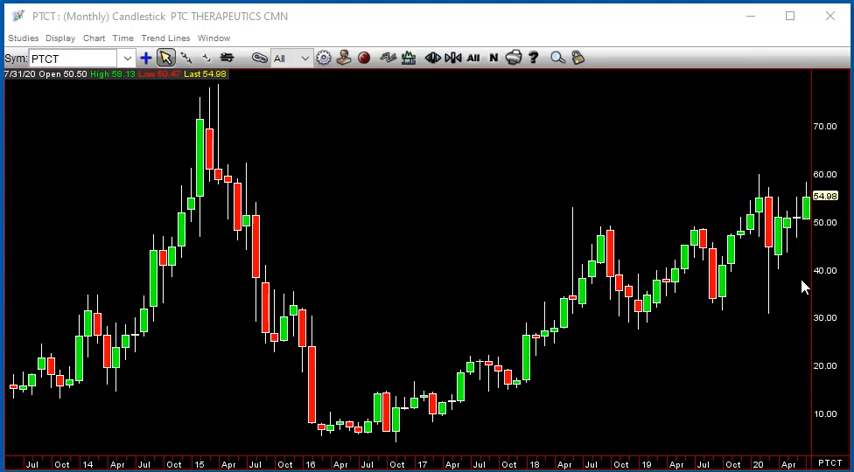 PTCT : (Monthly) Candlestick PTC THERAPEUTICS CMN
Studies Display Chart Time Trend Lines Window
Sym: PTCT All All N ?
7/31/20 Open 50.50 High 58.13 Low 50.47 Last 54.98
70.00
60.00
54.98
50.00
40.00
30.00
20.00
10.00
Jul Oct 14 Apr Jul Oct 15 Apr Jul Oct 16 Apr Jul Oct 17 Apr Jul Oct 18 Apr Jul Oct 19 Apr Jul Oct 20 Apr PTCT